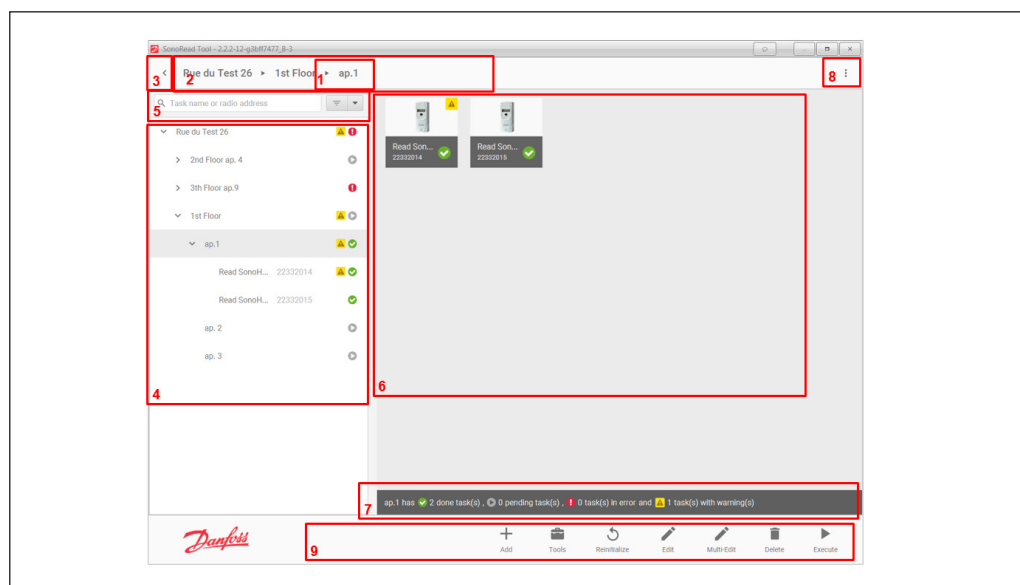 SonoRead Tool - 2.2.2-12-g3bff7477_B-3
3 2 Rue du Test 26 ▸ 1st Floor 1 ▸ ap.1 8
5 Task name or radio address
Rue du Test 26
2nd Floor ap. 4
3th Floor ap.9
1st Floor
ap.1
Read SonoH... 22332014
Read SonoH... 22332015
ap. 2
ap. 3
4
Read Son...
22332014
Read Son...
22332015
6
ap.1 has 2 done task(s) , 0 pending task(s) , 0 task(s) in error and 1 task(s) with warning(s)
7
Danfoss
9
Add Tools Reinitialize Edit Multi-Edit Delete Execute